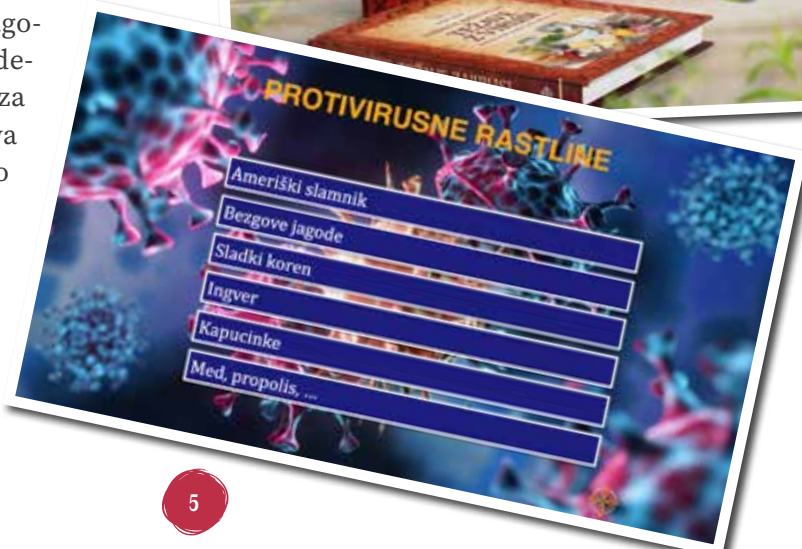 go-
de-
za
va
o
PROTIVIRUSNE RASTLINE
Ameriški slamnik
Bezgove jagode
Sladki koren
Ingver
Kapucinke
Med, propolis, ...
5